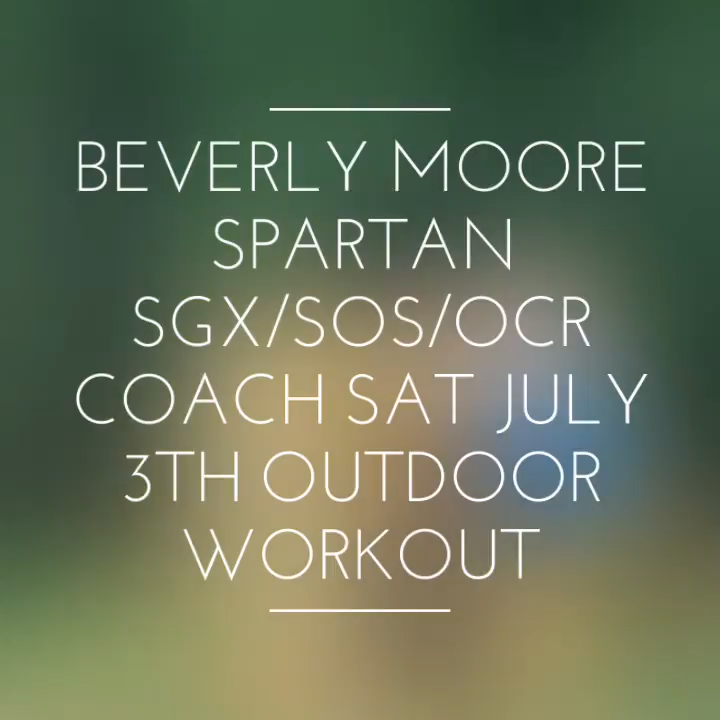 BEVERLY MOORE
SPARTAN
SGX/SOS/OCR
COACH SAT JULY
3TH OUTDOOR
WORKOUT